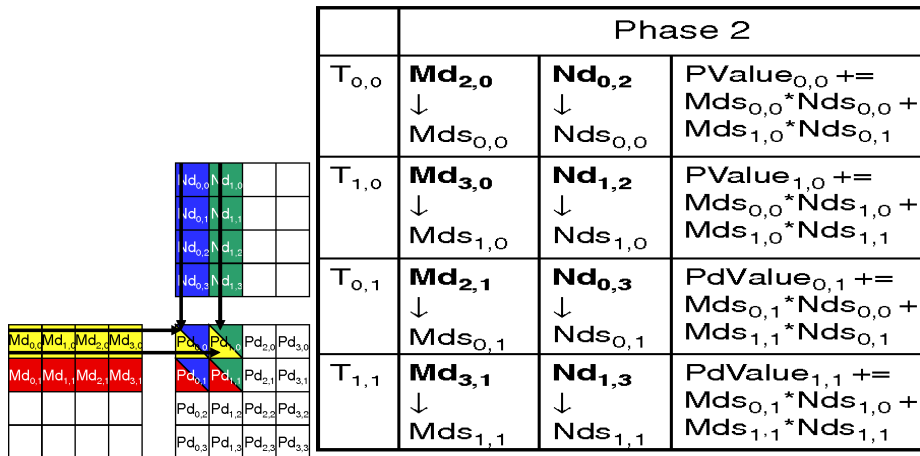 Phase 2
T0,0 Md2,0 ↓ Mds0,0 Nd0,2 ↓ Nds0,0 PValue0,0 += Mds0,0*Nds0,0 + Mds1,0*Nds0,1
T1,0 Md3,0 ↓ Mds1,0 Nd1,2 ↓ Nds1,0 PValue1,0 += Mds0,0*Nds1,0 + Mds1,0*Nds1,1
T0,1 Md2,1 ↓ Mds0,1 Nd0,3 ↓ Nds0,1 PdValue0,1 += Mds0,1*Nds0,0 + Mds1,1*Nds0,1
T1,1 Md3,1 ↓ Mds1,1 Nd1,3 ↓ Nds1,1 PdValue1,1 += Mds0,1*Nds1,0 + Mds1,1*Nds1,1
Nd0,0 Nd1,0
Nd0,1 Nd1,1
Nd0,2 Nd1,2
Nd0,3 Nd1,3
Md0,0 Md1,0 Md2,0 Md3,0 Pd0,0 Pd1,0 Pd2,0 Pd3,0
Md0,1 Md1,1 Md2,1 Md3,1 Pd0,1 Pd1,1 Pd2,1 Pd3,1
Pd0,2 Pd1,2 Pd2,2 Pd3,2
Pd0,3 Pd1,3 Pd2,3 Pd3,3